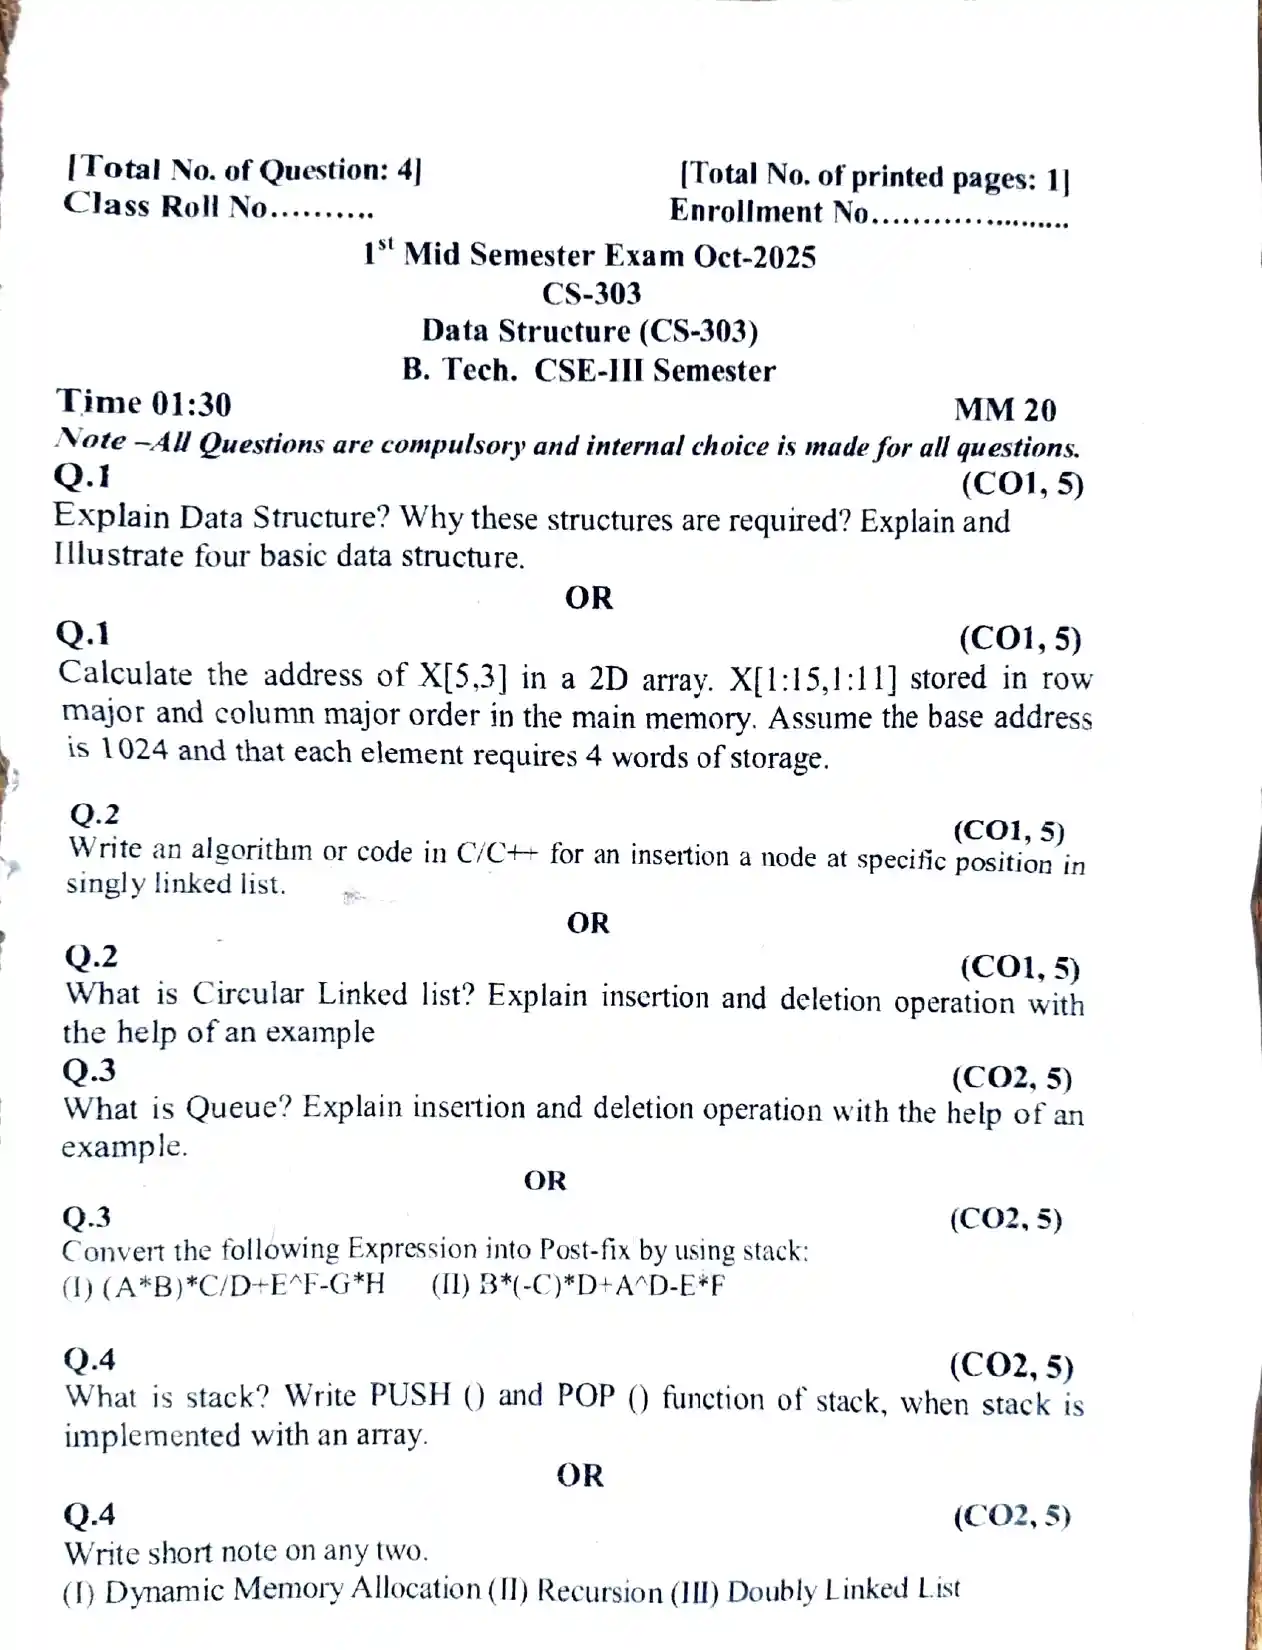 [Total No. of Question: 4] [Total No. of printed pages: 1]
Class Roll No.......... Enrollment No......................
1st Mid Semester Exam Oct-2025
CS-303
Data Structure (CS-303)
B. Tech. CSE-III Semester
Time 01:30 MM 20
Note –All Questions are compulsory and internal choice is made for all questions.
Q.1 (CO1, 5)
Explain Data Structure? Why these structures are required? Explain and
Illustrate four basic data structure.
OR
Q.1 (CO1, 5)
Calculate the address of X[5,3] in a 2D array. X[1:15,1:11] stored in row
major and column major order in the main memory. Assume the base address
is 1024 and that each element requires 4 words of storage.
Q.2 (CO1, 5)
Write an algorithm or code in C/C++ for an insertion a node at specific position in
singly linked list.
OR
Q.2 (CO1, 5)
What is Circular Linked list? Explain insertion and deletion operation with
the help of an example
Q.3 (CO2, 5)
What is Queue? Explain insertion and deletion operation with the help of an
example.
OR
Q.3 (CO2, 5)
Convert the following Expression into Post-fix by using stack:
(I) (A*B)*C/D+E^F-G*H (II) B*(-C)*D+A^D-E*F
Q.4 (CO2, 5)
What is stack? Write PUSH () and POP () function of stack, when stack is
implemented with an array.
OR
Q.4 (CO2, 5)
Write short note on any two.
(I) Dynamic Memory Allocation (II) Recursion (III) Doubly Linked List